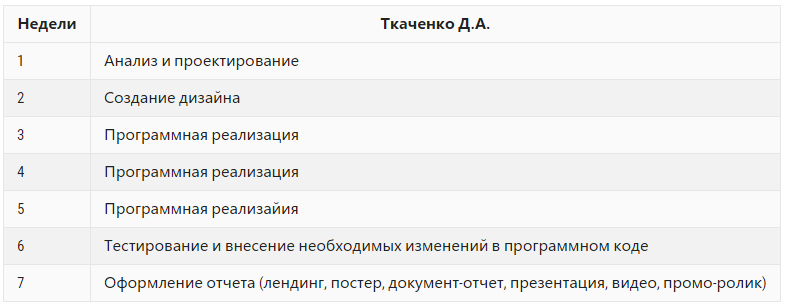 Недели Ткаченко Д.А.
1 Анализ и проектирование
2 Создание дизайна
3 Программная реализация
4 Программная реализация
5 Программная реализайия
6 Тестирование и внесение необходимых изменений в программном коде
7 Оформление отчета (лендинг, постер, документ-отчет, презентация, видео, промо-ролик)